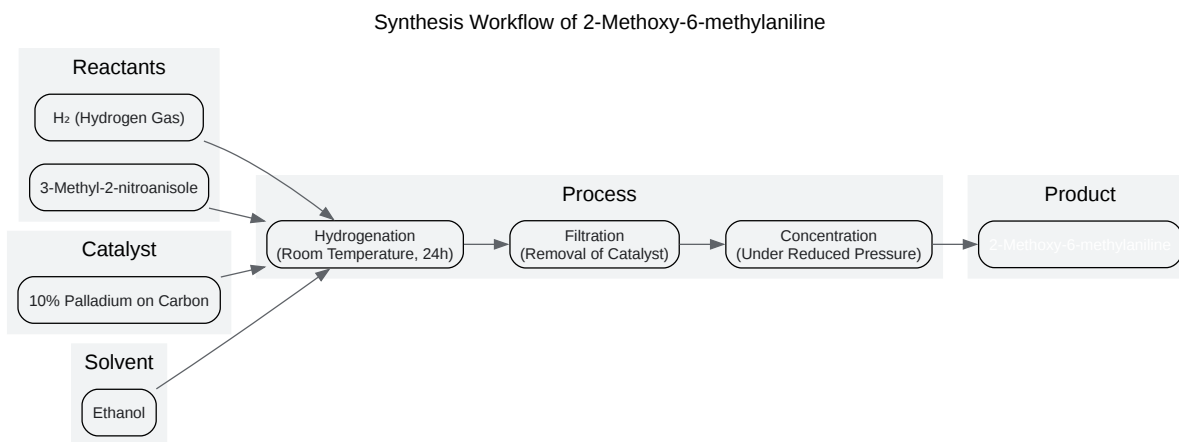 Synthesis Workflow of 2-Methoxy-6-methylaniline
Reactants
H₂ (Hydrogen Gas)
3-Methyl-2-nitroanisole
Catalyst
10% Palladium on Carbon
Solvent
Ethanol
Process
Hydrogenation
(Room Temperature, 24h)
Filtration
(Removal of Catalyst)
Concentration
(Under Reduced Pressure)
Product
2-Methoxy-6-methylaniline